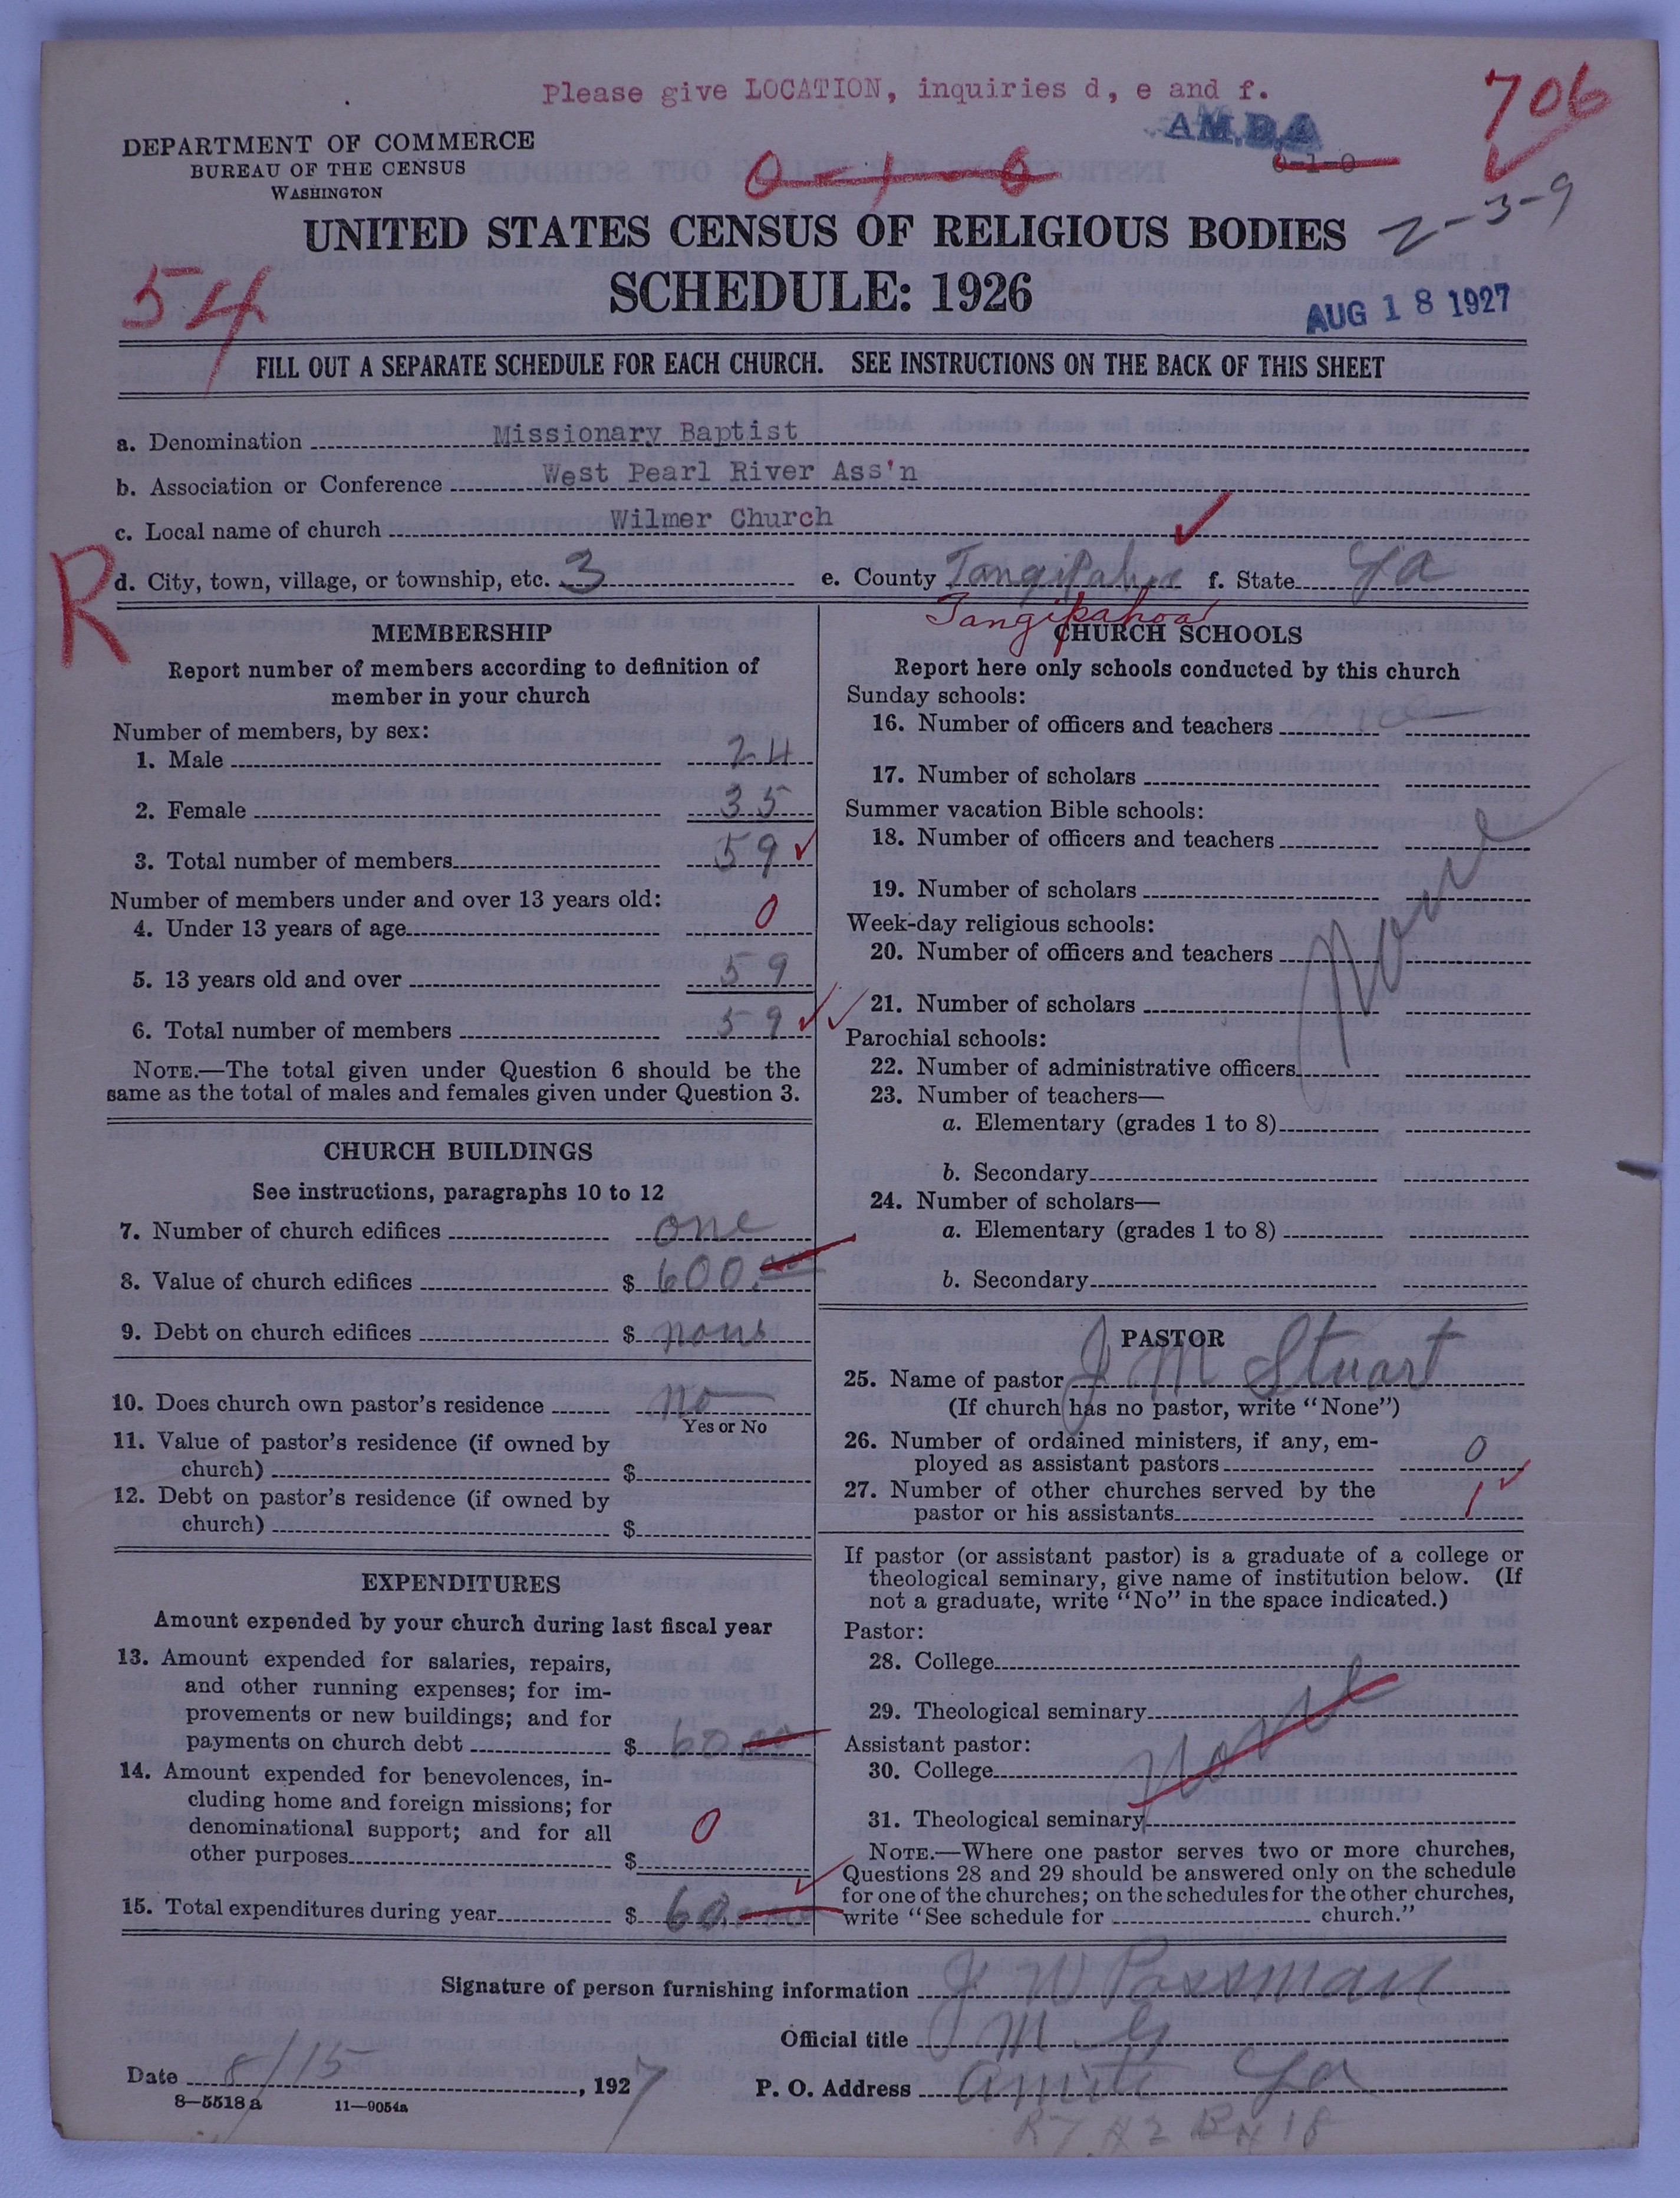 Please give LOCATION, inquiries d, e and f.
706
A.M.B.A
DEPARTMENT OF COMMERCE
BUREAU OF THE CENSUS
WASHINGTON
0-1-0
0-1-0
2-3-9
UNITED STATES CENSUS OF RELIGIOUS BODIES
SCHEDULE: 1926
54
AUG 18 1927
FILL OUT A SEPARATE SCHEDULE FOR EACH CHURCH. SEE INSTRUCTIONS ON THE BACK OF THIS SHEET
a. Denomination Missionary Baptist
b. Association or Conference West Pearl River Ass'n
c. Local name of church Wilmer Church
R
d. City, town, village, or township, etc. 3 e. County Tangipahoa f. State La
Tangipahoa
MEMBERSHIP
Report number of members according to definition of
member in your church
Number of members, by sex:
1. Male 24
2. Female 35
3. Total number of members 59
Number of members under and over 13 years old:
4. Under 13 years of age 0
5. 13 years old and over 59
6. Total number of members 59
NOTE.—The total given under Question 6 should be the
same as the total of males and females given under Question 3.
CHURCH BUILDINGS
See instructions, paragraphs 10 to 12
7. Number of church edifices one
8. Value of church edifices $ 600.00
9. Debt on church edifices $ none
10. Does church own pastor's residence no
Yes or No
11. Value of pastor's residence (if owned by
church) $
12. Debt on pastor's residence (if owned by
church) $
EXPENDITURES
Amount expended by your church during last fiscal year
13. Amount expended for salaries, repairs,
and other running expenses; for im-
provements or new buildings; and for
payments on church debt $ 60.00
14. Amount expended for benevolences, in-
cluding home and foreign missions; for
denominational support; and for all
other purposes $ 0
15. Total expenditures during year $ 60.00
CHURCH SCHOOLS
Report here only schools conducted by this church
Sunday schools:
16. Number of officers and teachers
17. Number of scholars
Summer vacation Bible schools:
18. Number of officers and teachers
19. Number of scholars
Week-day religious schools:
None
20. Number of officers and teachers
21. Number of scholars
Parochial schools:
22. Number of administrative officers
23. Number of teachers—
a. Elementary (grades 1 to 8)
b. Secondary
24. Number of scholars—
a. Elementary (grades 1 to 8)
b. Secondary
PASTOR
25. Name of pastor J M Stuart
(If church has no pastor, write "None")
26. Number of ordained ministers, if any, em-
ployed as assistant pastors 0
27. Number of other churches served by the
pastor or his assistants 1
If pastor (or assistant pastor) is a graduate of a college or
theological seminary, give name of institution below. (If
not a graduate, write "No" in the space indicated.)
Pastor:
28. College
29. Theological seminary
None
Assistant pastor:
30. College
31. Theological seminary
NOTE.—Where one pastor serves two or more churches,
Questions 28 and 29 should be answered only on the schedule
for one of the churches; on the schedules for the other churches,
write "See schedule for church."
Signature of person furnishing information J W Passman
Official title
Date 8/15, 1927
P. O. Address Amite La
8—5518a 11—9054a